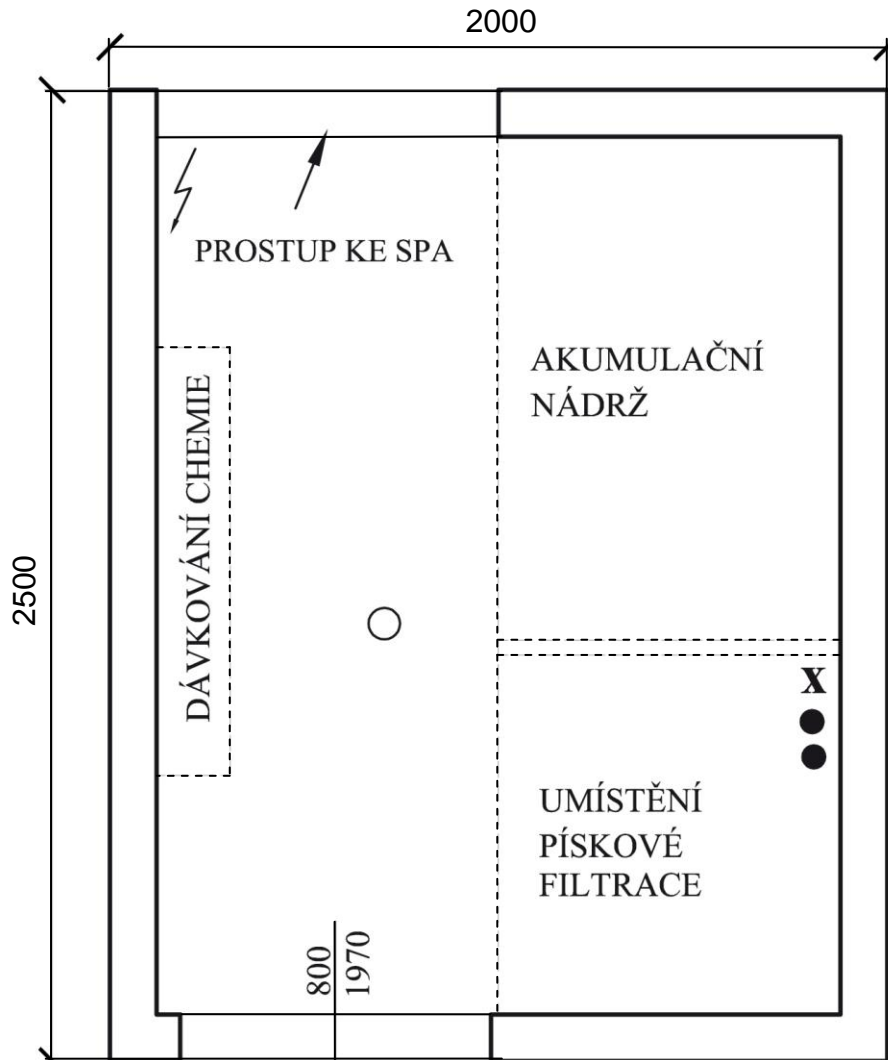 2000
PROSTUP KE SPA
AKUMULAČNÍ
NÁDRŽ
DÁVKOVÁNÍ CHEMIE
2500
X
UMÍSTĚNÍ
PÍSKOVÉ
FILTRACE
800
1970